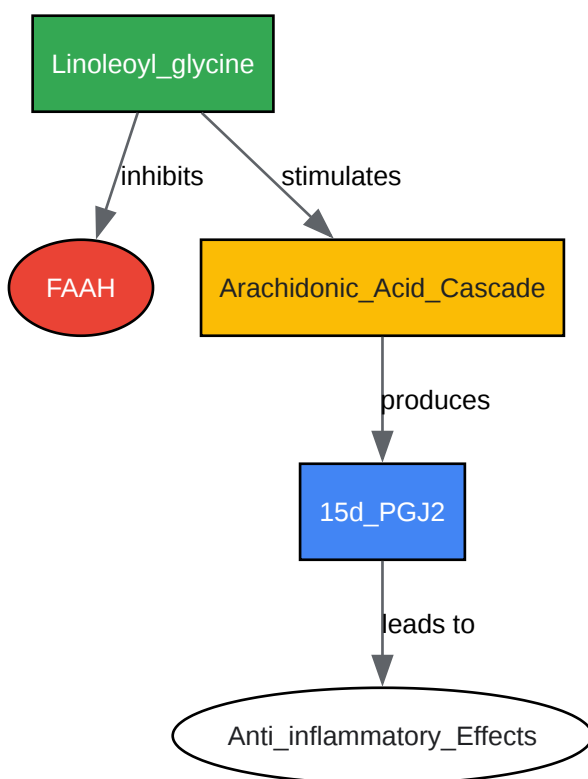 Linoleoyl_glycine
inhibits
stimulates
FAAH
Arachidonic_Acid_Cascade
produces
15d_PGJ2
leads to
Anti_inflammatory_Effects